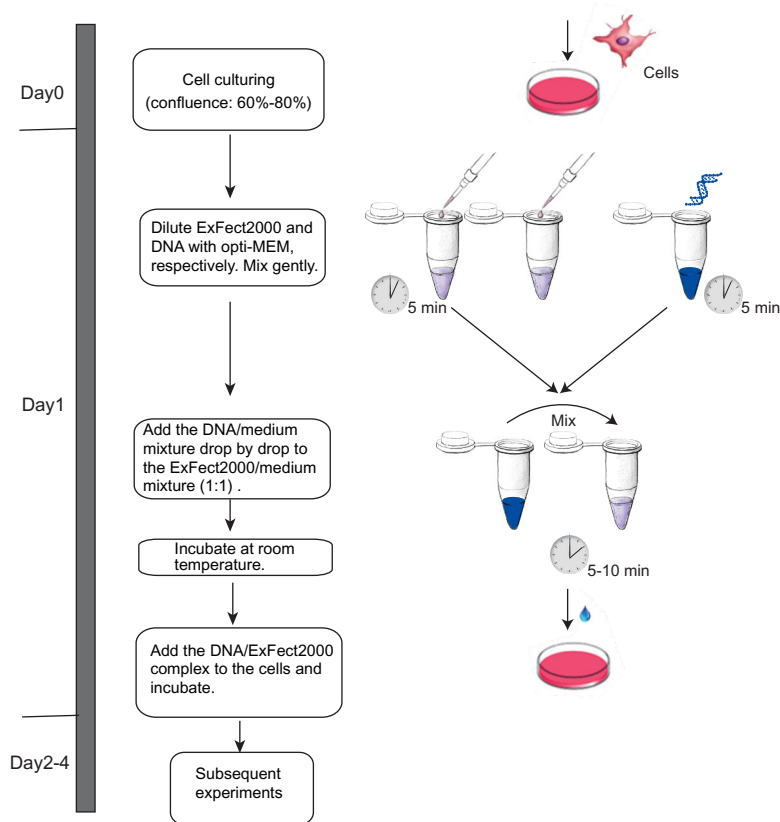 Day0
Cell culturing
(confluence: 60%-80%)
Cells
Day1
Dilute ExFect2000 and
DNA with opti-MEM,
respectively. Mix gently.
5 min
5 min
Add the DNA/medium
mixture drop by drop to
the ExFect2000/medium
mixture (1:1) .
Mix
Incubate at room
temperature.
5-10 min
Add the DNA/ExFect2000
complex to the cells and
incubate.
Day2-4
Subsequent
experiments